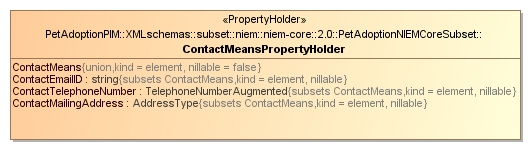 «PropertyHolder»
PetAdoptionPIM::XMLschemas::subset::niem::niem-core::2.0::PetAdoptionNIEMCoreSubset::
ContactMeansPropertyHolder
ContactMeans{union,kind = element, nillable = false}
ContactEmailID : string{subsets ContactMeans,kind = element, nillable}
ContactTelephoneNumber : TelephoneNumberAugmented{subsets ContactMeans,kind = element, nillable}
ContactMailingAddress : AddressType{subsets ContactMeans,kind = element, nillable}